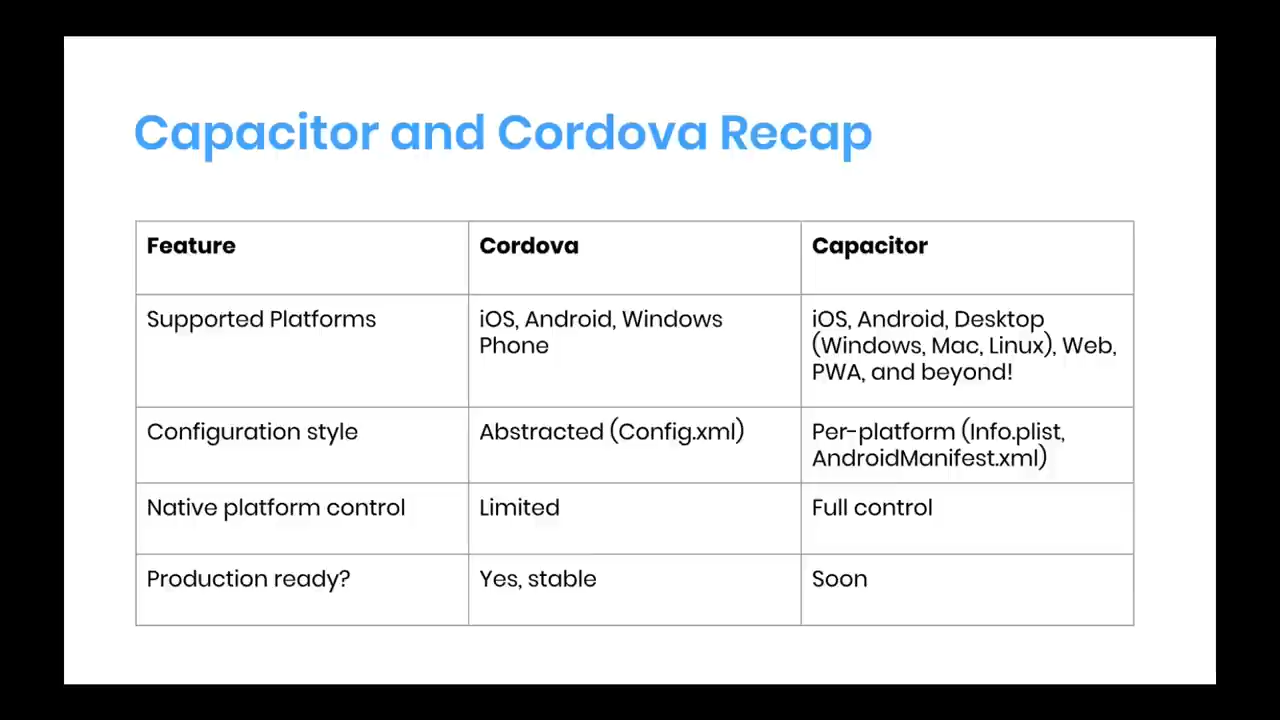 Capacitor and Cordova Recap
Feature
Cordova
Capacitor
Supported Platforms
iOS, Android, Windows
Phone
iOS, Android, Desktop
(Windows, Mac, Linux), Web,
PWA, and beyond!
Configuration style
Abstracted (Config.xml)
Per-platform (Info.plist,
AndroidManifest.xml)
Native platform control
Limited
Full control
Production ready?
Yes, stable
Soon